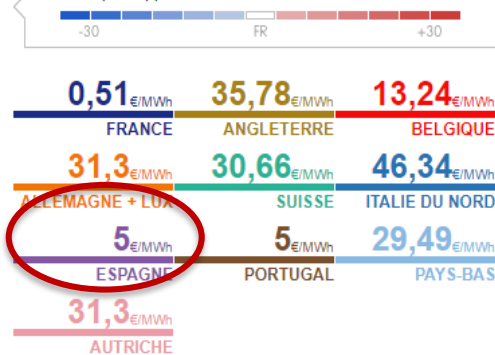 -30 FR +30
0,51€/MWh 35,78€/MWh 13,24€/MWh
FRANCE ANGLETERRE BELGIQUE
31,3€/MWh 30,66€/MWh 46,34€/MWh
ALLEMAGNE + LUX SUISSE ITALIE DU NORD
5€/MWh 5€/MWh 29,49€/MWh
ESPAGNE PORTUGAL PAYS-BAS
31,3€/MWh
AUTRICHE